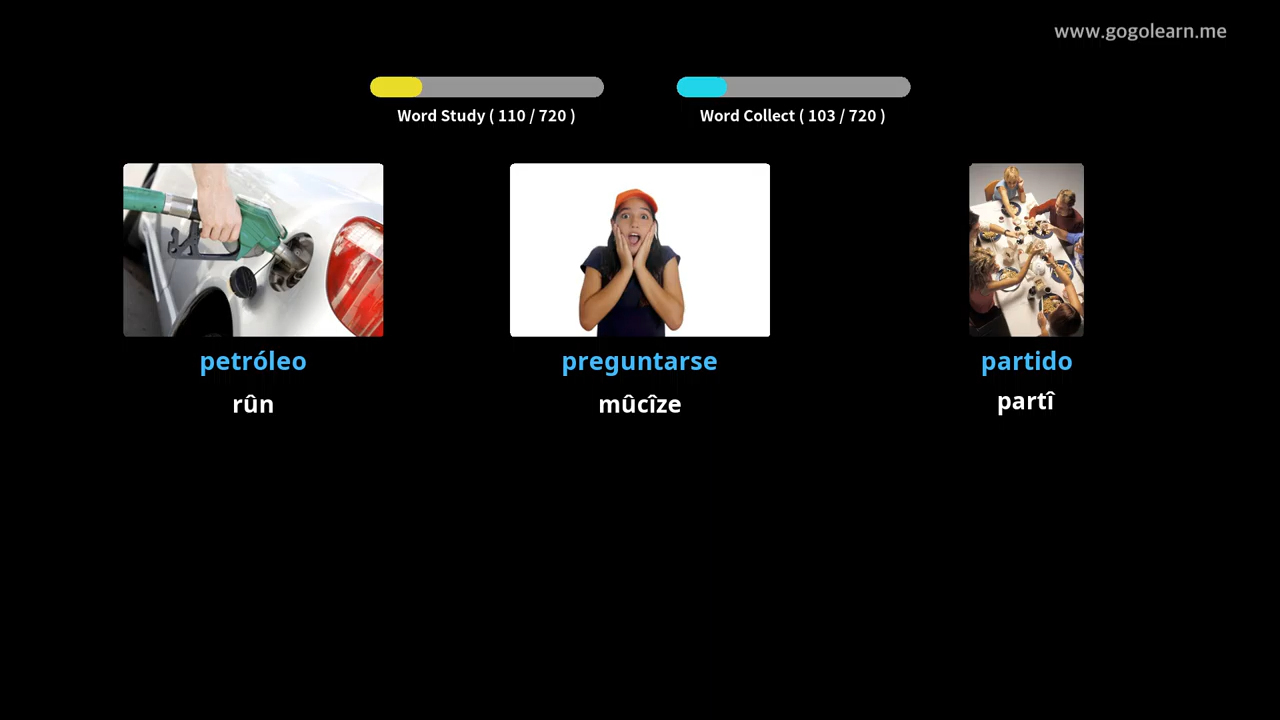 www.gogolearn.me
Word Study ( 110 / 720 )
Word Collect ( 103 / 720 )
petróleo
rûn
preguntarse
mûcîze
partido
partî